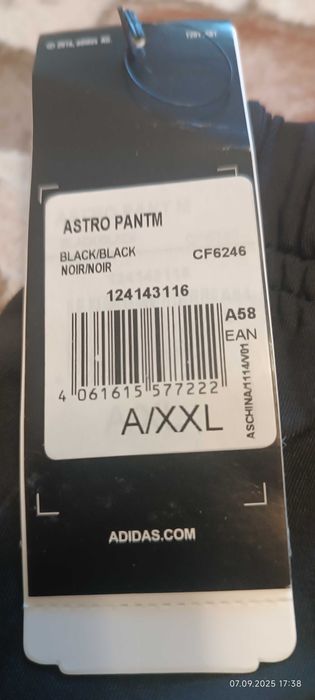 ASTRO PANTM
BLACK/BLACK CF6246
NOIR/NOIR
124143116
A58
EAN
4 061615 577222
A/XXL
ASCHINA/1114/V01
ADIDAS.COM
07.09.2025 17:38